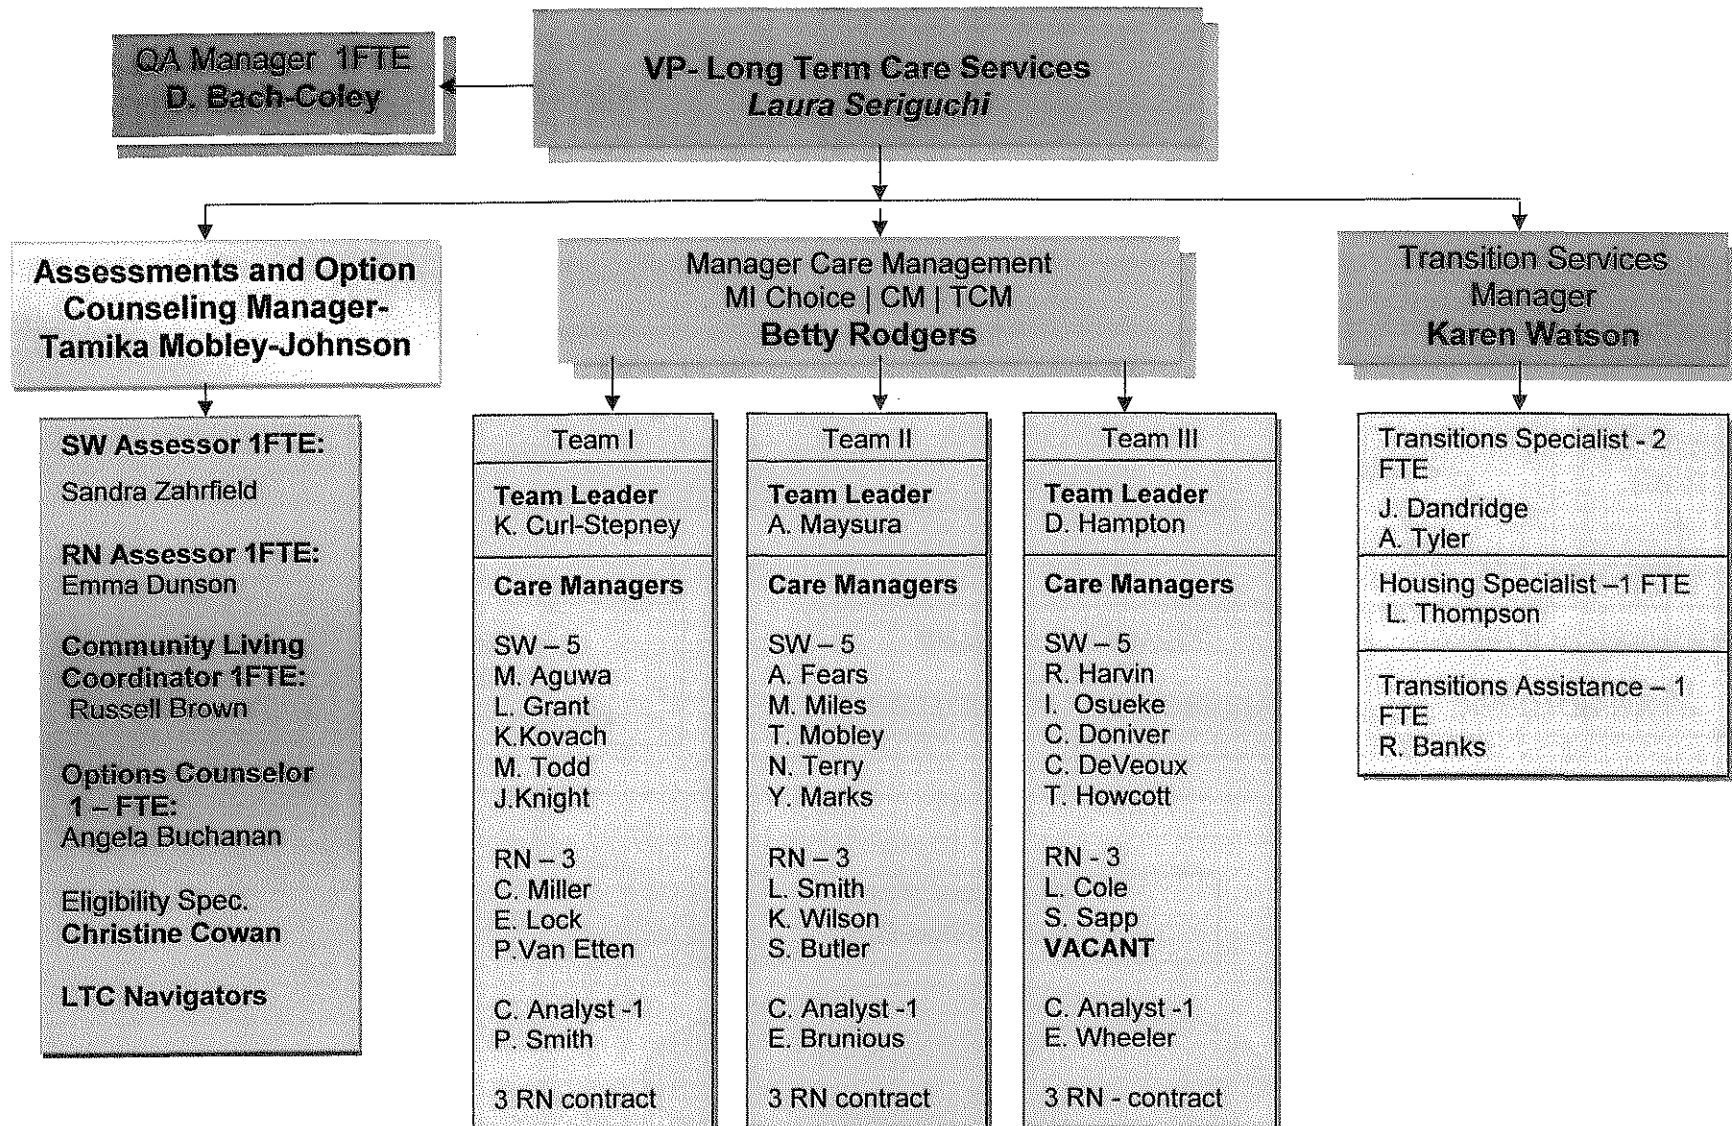 QA Manager 1FTE
D. Bach-Coley
VP- Long Term Care Services
Laura Seriguchi
Assessments and Option
Counseling Manager-
Tamika Mobley-Johnson
Manager Care Management
MI Choice | CM | TCM
Betty Rodgers
Transition Services
Manager
Karen Watson
SW Assessor 1FTE:
Sandra Zahrfield
RN Assessor 1FTE:
Emma Dunson
Community Living
Coordinator 1FTE:
Russell Brown
Options Counselor
1 – FTE:
Angela Buchanan
Eligibility Spec.
Christine Cowan
LTC Navigators
Team I
Team Leader
K. Curl-Stepney
Care Managers
SW – 5
M. Aguwa
L. Grant
K.Kovach
M. Todd
J.Knight
RN – 3
C. Miller
E. Lock
P.Van Etten
C. Analyst -1
P. Smith
3 RN contract
Team II
Team Leader
A. Maysura
Care Managers
SW – 5
A. Fears
M. Miles
T. Mobley
N. Terry
Y. Marks
RN – 3
L. Smith
K. Wilson
S. Butler
C. Analyst -1
E. Brunious
3 RN contract
Team III
Team Leader
D. Hampton
Care Managers
SW – 5
R. Harvin
I. Osueke
C. Doniver
C. DeVeoux
T. Howcott
RN - 3
L. Cole
S. Sapp
VACANT
C. Analyst -1
E. Wheeler
3 RN - contract
Transitions Specialist - 2
FTE
J. Dandridge
A. Tyler
Housing Specialist –1 FTE
L. Thompson
Transitions Assistance – 1
FTE
R. Banks